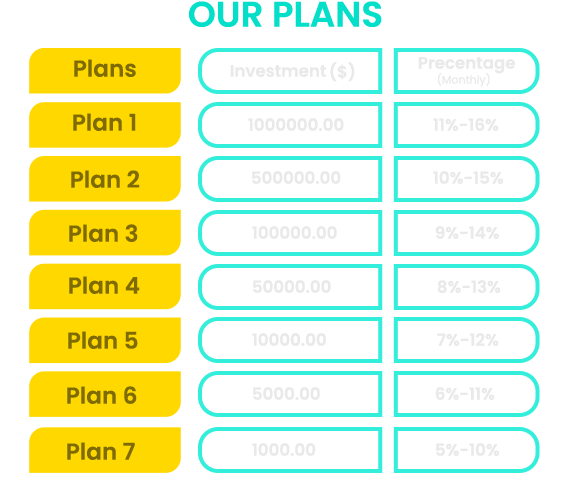 OUR PLANS
Plans Investment ($) Precentage
(Monthly)
Plan 1 1000000.00 11%-16%
Plan 2 500000.00 10%-15%
Plan 3 100000.00 9%-14%
Plan 4 50000.00 8%-13%
Plan 5 10000.00 7%-12%
Plan 6 5000.00 6%-11%
Plan 7 1000.00 5%-10%